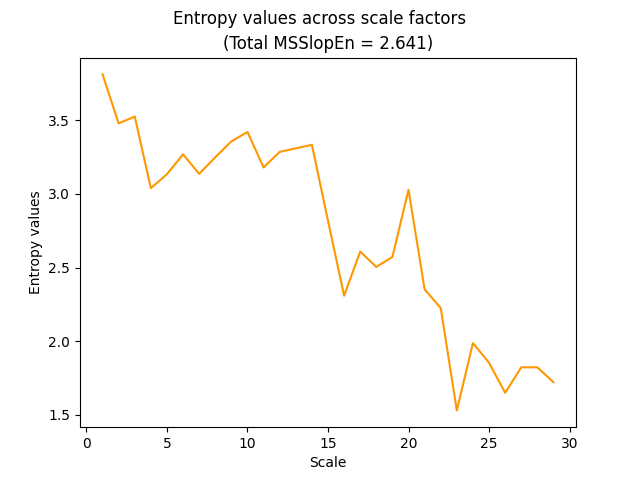 Entropy values across scale factors
(Total MSSlopEn = 2.641)
Entropy values
3.5
3.0
2.5
2.0
1.5
0 5 10 15 20 25 30
Scale